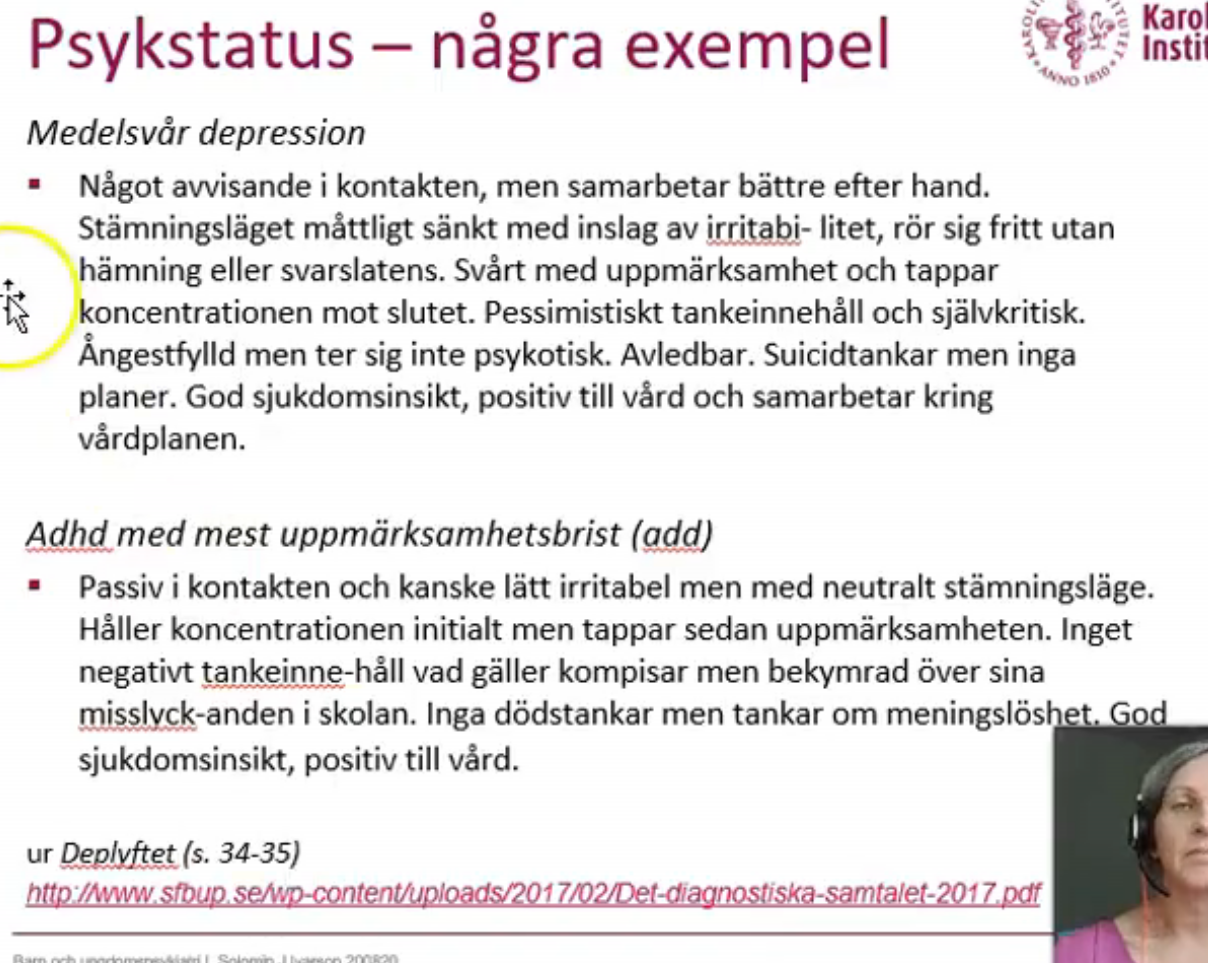 Psykstatus – några exempel
KAROLI
INSTITUTET
ANNO 1810
Karol
Instit
Medelsvår depression
▪ Något avvisande i kontakten, men samarbetar bättre efter hand.
Stämningsläget måttligt sänkt med inslag av irritabi- litet, rör sig fritt utan
hämning eller svarslatens. Svårt med uppmärksamhet och tappar
koncentrationen mot slutet. Pessimistiskt tankeinnehåll och självkritisk.
Ångestfylld men ter sig inte psykotisk. Avledbar. Suicidtankar men inga
planer. God sjukdomsinsikt, positiv till vård och samarbetar kring
vårdplanen.
Adhd med mest uppmärksamhetsbrist (add)
▪ Passiv i kontakten och kanske lätt irritabel men med neutralt stämningsläge.
Håller koncentrationen initialt men tappar sedan uppmärksamheten. Inget
negativt tankeinne-håll vad gäller kompisar men bekymrad över sina
misslyck-anden i skolan. Inga dödstankar men tankar om meningslöshet. God
sjukdomsinsikt, positiv till vård.
ur Deplyftet (s. 34-35)
http://www.sfbup.se/wp-content/uploads/2017/02/Det-diagnostiska-samtalet-2017.pdf